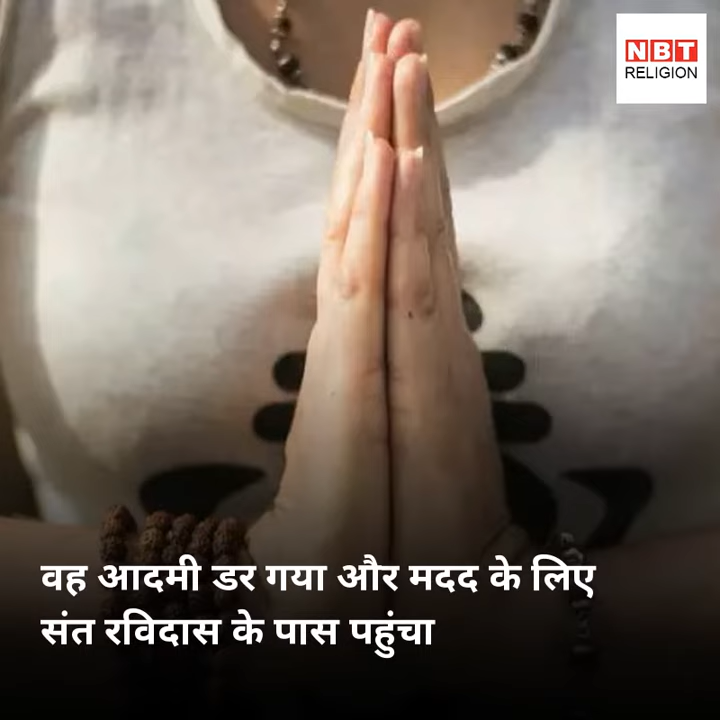 NBT
RELIGION
वह आदमी डर गया और मदद के लिए
संत रविदास के पास पहुंचा